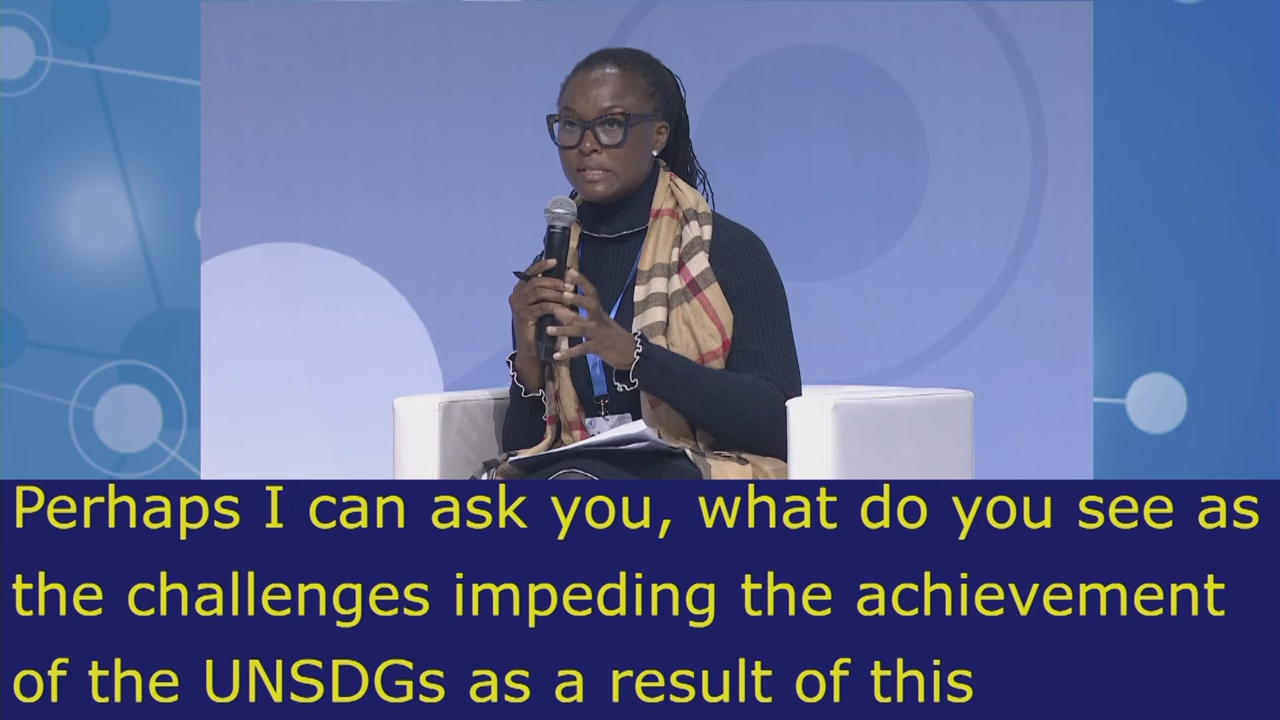 Perhaps I can ask you, what do you see as
the challenges impeding the achievement
of the UNSDGs as a result of this